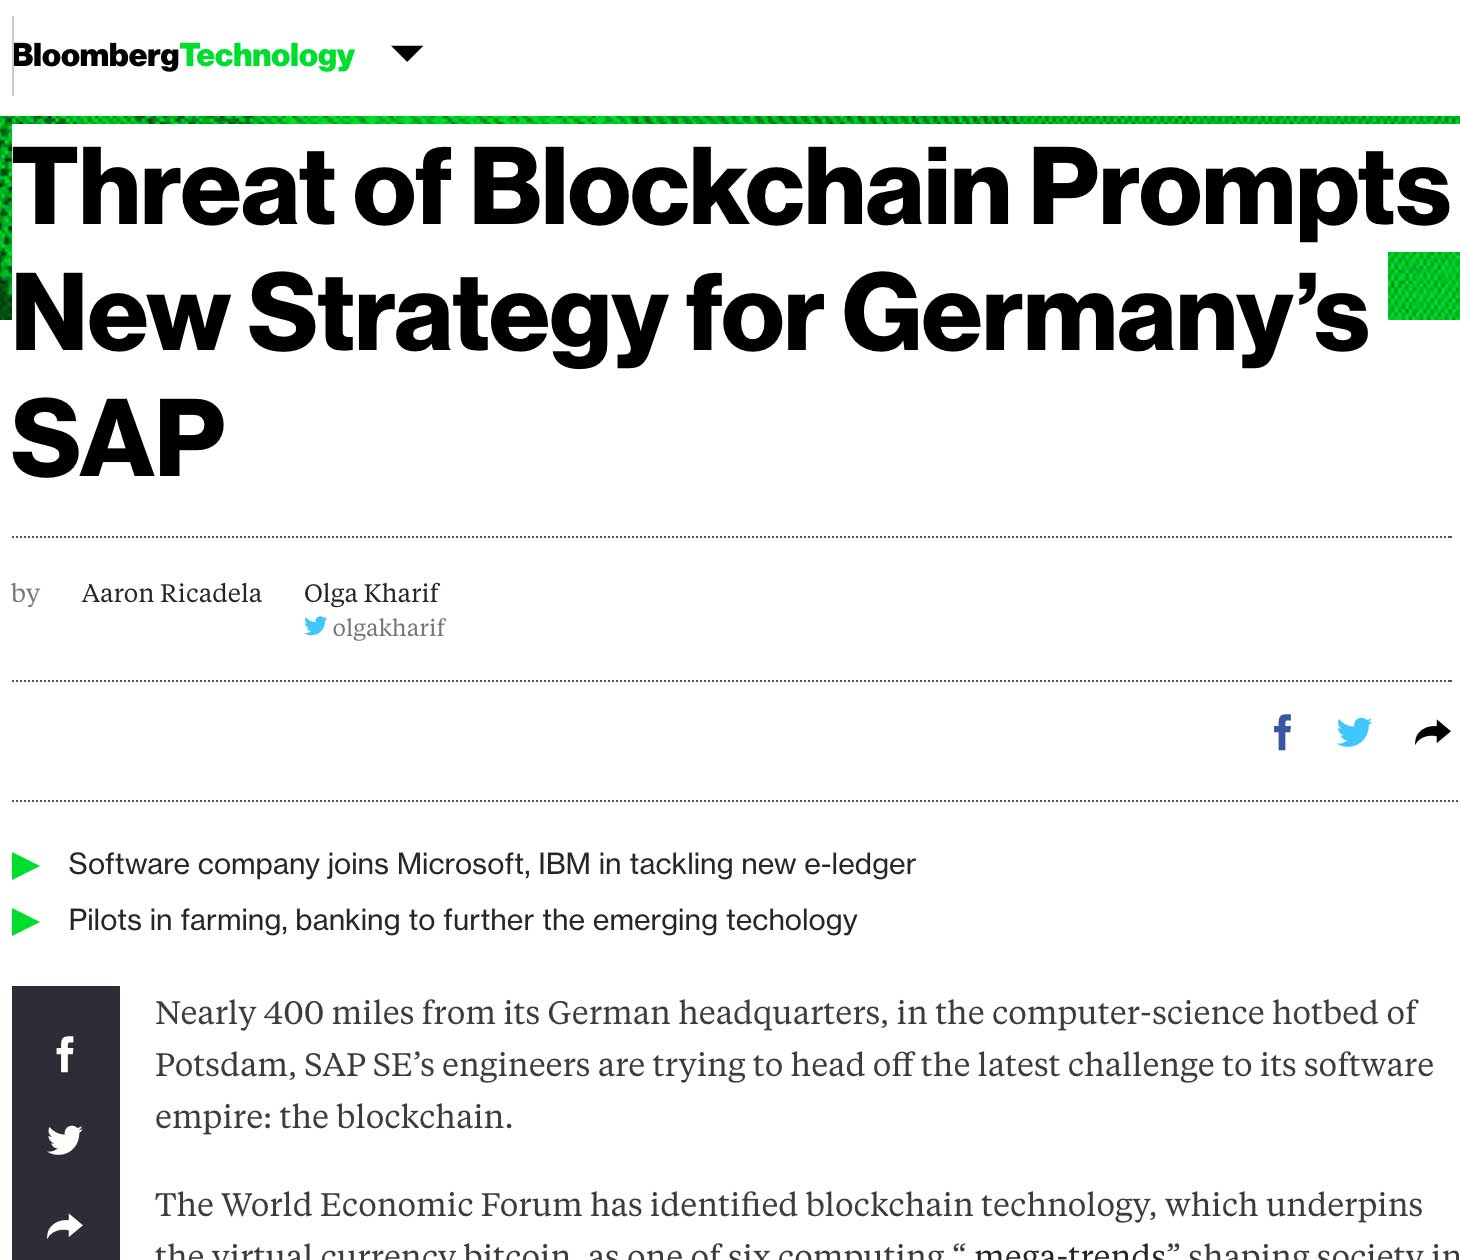 BloombergTechnology
Threat of Blockchain Prompts
New Strategy for Germany’s
SAP
by Aaron Ricadela Olga Kharif
olgakharif
Software company joins Microsoft, IBM in tackling new e-ledger
Pilots in farming, banking to further the emerging techology
Nearly 400 miles from its German headquarters, in the computer-science hotbed of
Potsdam, SAP SE’s engineers are trying to head off the latest challenge to its software
empire: the blockchain.
The World Economic Forum has identified blockchain technology, which underpins
the virtual currency bitcoin, as one of six computing “ mega-trends” shaping society in